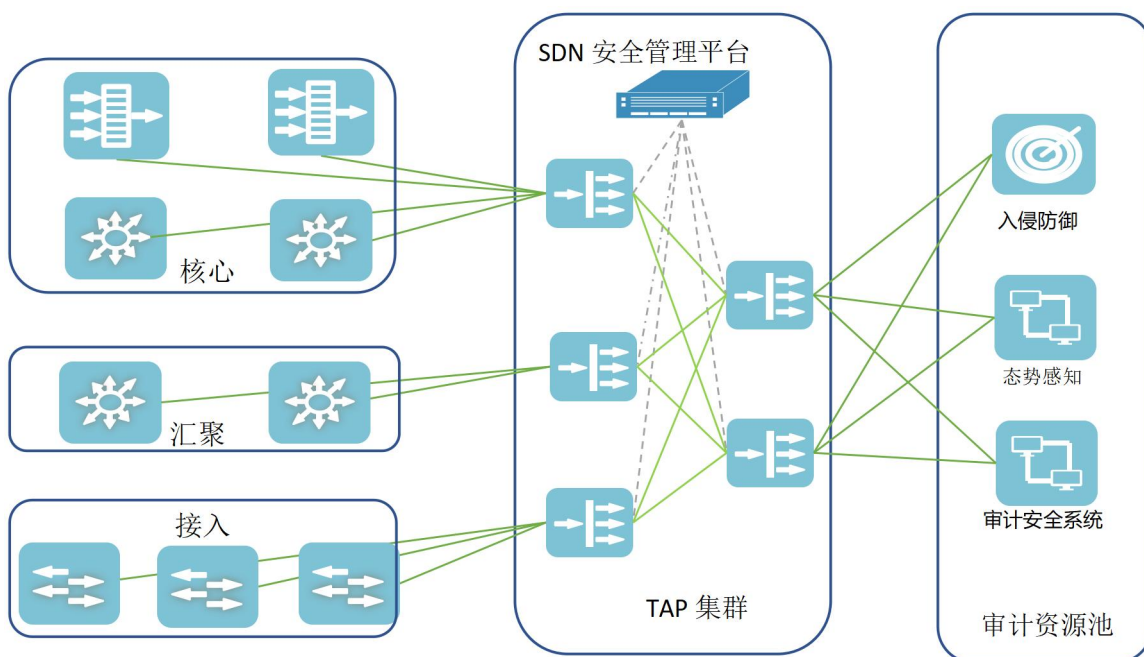 SDN 安全管理平台
核心
汇聚
接入
TAP 集群
入侵防御
态势感知
审计安全系统
审计资源池